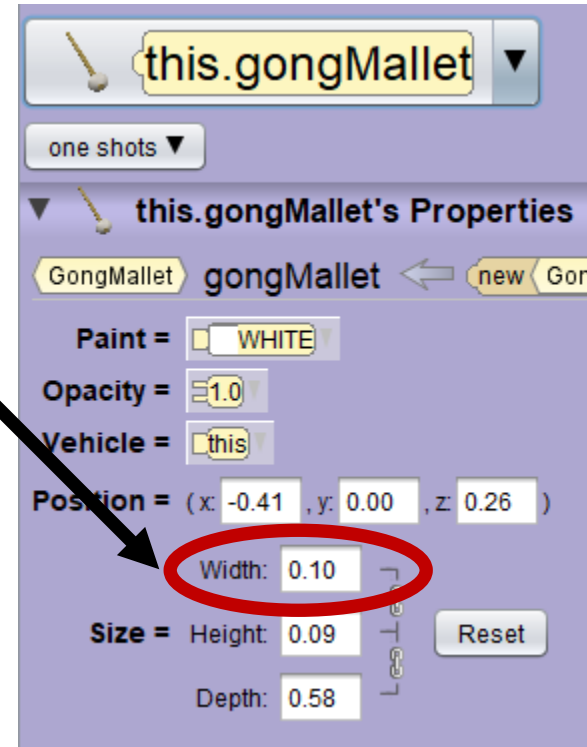 this.gongMallet ▼
one shots ▼
▼ this.gongMallet's Properties
GongMallet gongMallet new Gon
Paint = WHITE
Opacity = 1.0
Vehicle = this
Position = ( x: -0.41 , y: 0.00 , z: 0.26 )
Width: 0.10
Size = Height: 0.09 Reset
Depth: 0.58